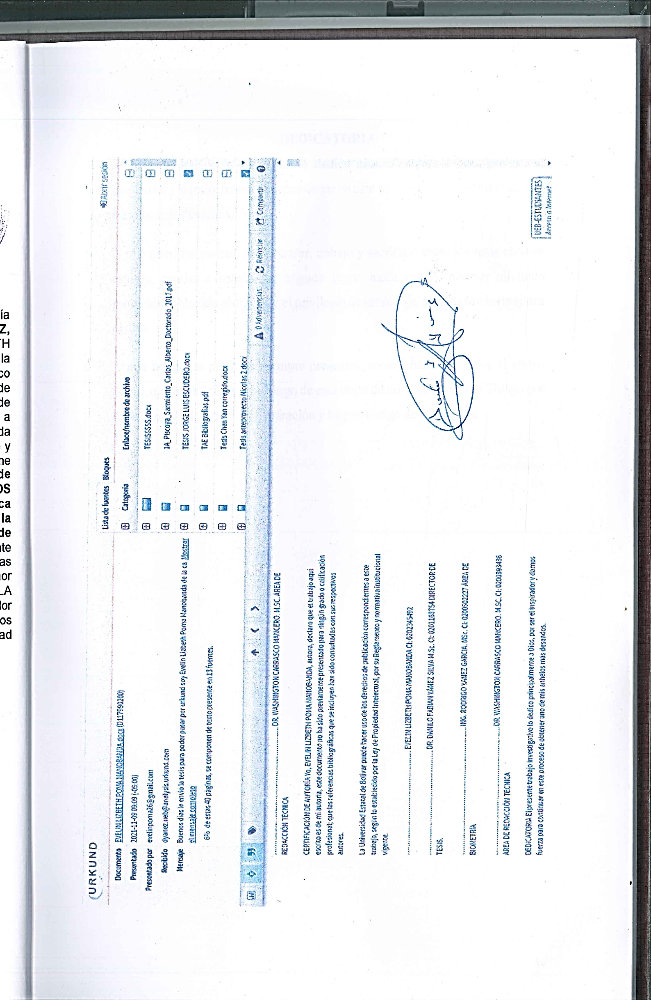 URKUND
Abrir sesión
Documento EVELIN LIZBETH POMA MANOBANDA.docx (D117990200)
Presentado 2021-11-09 09:09 (-05:00)
Presentado por evelinpoma26@gmail.com
Recibido dyanez.ueb@analysis.urkund.com
Mensaje Buenos días le envió la tesis para poder pasar por urkund soy Evelin Lizbeth Poma Manobanda de la ca Mostrar
el mensaje completo
6% de estas 40 páginas, se componen de texto presente en 13 fuentes.
Lista de fuentes Bloques
Categoría Enlace/nombre de archivo
TESISSSSSS.docx
1A_Piscoya_Sarmiento_Carlos_Alberto_Doctorado_2017.pdf
TESIS JORGE LUIS ESCUDERO.docx
TAE Bibliografias.pdf
Tesis Chen Yan corregido.docx
Tesis anteproyecto Nicolas 2.docx
0 Advertencias. Reiniciar Compartir
DR. WASHINGTON CARRASCO MANCERO. M.SC. ÁREA DE
REDACCIÓN TECNICA
CERTIFICACIÓN DE AUTORÍA Yo, EVELIN LIZBETH POMA MANOBANDA, autora, declaro que el trabajo aquí
escrito es de mi autoría, este documento no ha sido previamente presentado para ningún grado o calificación
profesional; que las referencias bibliográficas que se incluyen han sido consultadas con sus respectivos
autores.
La Universidad Estatal de Bolívar puede hacer uso de los derechos de publicación correspondientes a este
trabajo, según lo establecido por la Ley de Propiedad Intelectual, por su Reglamento y normativa institucional
vigente.
EVELIN LIZBETH POMA MANOBANDA CI: 0202345492
DR. DANILO FABIAN YÁNEZ SILVA M.Sc. CI: 0201168754 DIRECTOR DE
TESIS.
ING. RODRIGO YANEZ GARCIA. MSc. CI: 0200502227 ÁREA DE
BIOMETRÍA
DR. WASHINGTON CARRASCO MANCERO. M.SC. CI: 0200893436
AREA DE REDACCIÓN TECNICA
DEDICATORIA El presente trabajo investigativo lo dedico principalmente a Dios, por ser el inspirador y darnos
fuerza para continuar en este proceso de obtener uno de mis anhelos más deseados.
UEB-ESTUDIANTES
Acceso a Internet
ía
Z,
TH
la
co
de
de
a
da
y
ne
de
OS
ca
la
de
nte
as
nor
LA
dor
os
ad